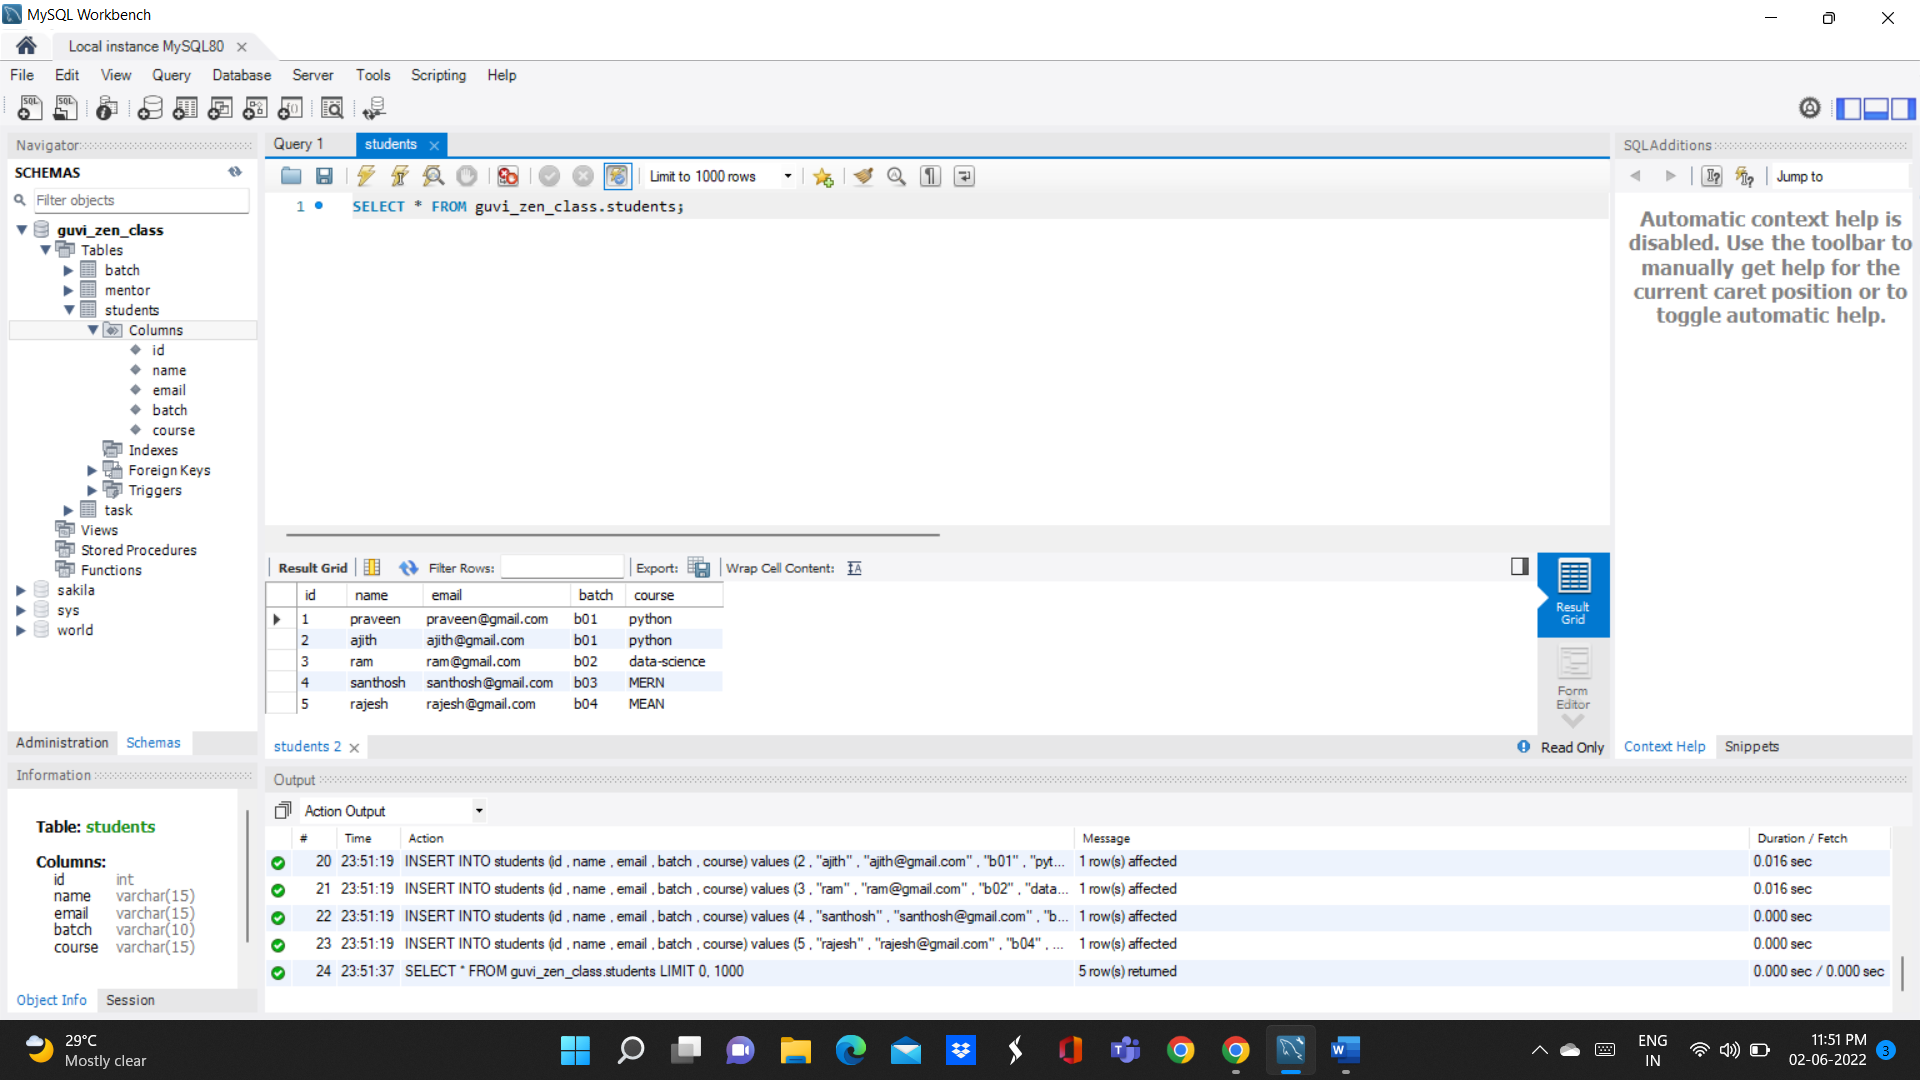 MySQL Workbench
Local instance MySQL80
File Edit View Query Database Server Tools Scripting Help
Navigator
SCHEMAS
Filter objects
guvi_zen_class
Tables
batch
mentor
students
Columns
id
name
email
batch
course
Indexes
Foreign Keys
Triggers
task
Views
Stored Procedures
Functions
sakila
sys
world
Administration Schemas
Information
Table: students
Columns:
id int
name varchar(15)
email varchar(15)
batch varchar(10)
course varchar(15)
Object Info Session
Query 1 students
Limit to 1000 rows
1 SELECT * FROM guvi_zen_class.students;
Result Grid Filter Rows: Export: Wrap Cell Content:
id name email batch course
1 praveen praveen@gmail.com b01 python
2 ajith ajith@gmail.com b01 python
3 ram ram@gmail.com b02 data-science
4 santhosh santhosh@gmail.com b03 MERN
5 rajesh rajesh@gmail.com b04 MEAN
Result
Grid
Form
Editor
students 2 Read Only
SQLAdditions
Jump to
Automatic context help is
disabled. Use the toolbar to
manually get help for the
current caret position or to
toggle automatic help.
Context Help Snippets
Output
Action Output
# Time Action Message Duration / Fetch
20 23:51:19 INSERT INTO students (id , name , email , batch , course) values (2 , "ajith" , "ajith@gmail.com" , "b01" , "pyt... 1 row(s) affected 0.016 sec
21 23:51:19 INSERT INTO students (id , name , email , batch , course) values (3 , "ram" , "ram@gmail.com" , "b02" , "data... 1 row(s) affected 0.016 sec
22 23:51:19 INSERT INTO students (id , name , email , batch , course) values (4 , "santhosh" , "santhosh@gmail.com" , "b... 1 row(s) affected 0.000 sec
23 23:51:19 INSERT INTO students (id , name , email , batch , course) values (5 , "rajesh" , "rajesh@gmail.com" , "b04" , ... 1 row(s) affected 0.000 sec
24 23:51:37 SELECT * FROM guvi_zen_class.students LIMIT 0, 1000 5 row(s) returned 0.000 sec / 0.000 sec
29°C
Mostly clear
ENG
IN
11:51 PM
02-06-2022
3